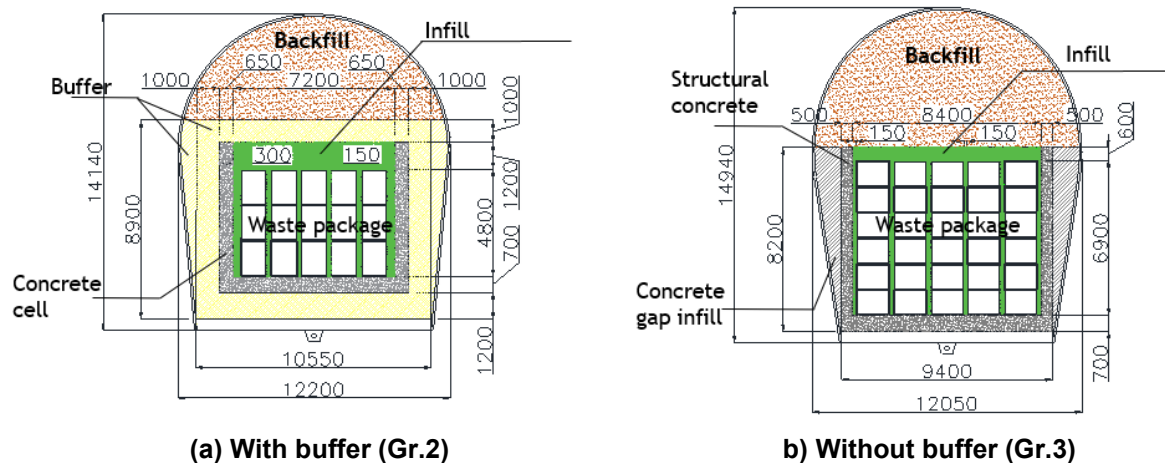 Backfill
Infill
650
650
1000
7200
1000
Buffer
1000
300
150
1200
14140
8900
Waste package
4800
700
Concrete
cell
1200
10550
12200
(a) With buffer (Gr.2)
Backfill
Infill
Structural
concrete
500
8400
500
150
150
600
14940
8200
Waste package
6900
Concrete
gap infill
700
9400
12050
b) Without buffer (Gr.3)